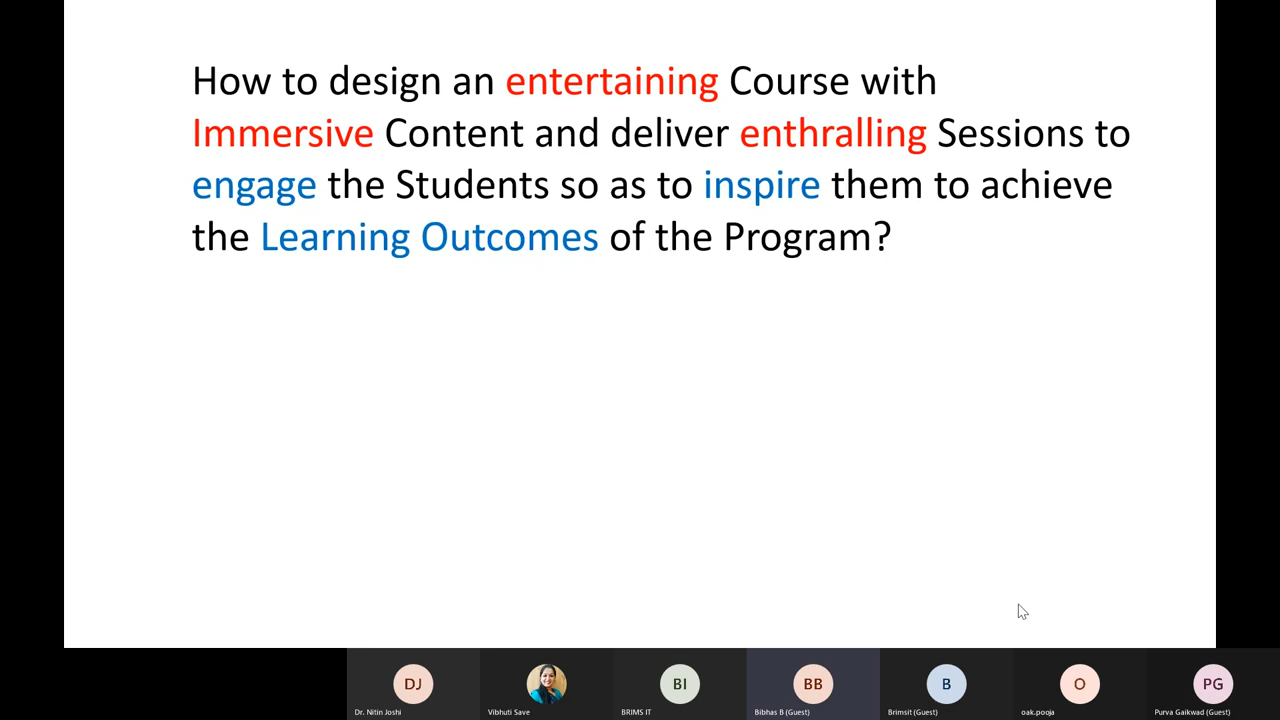 How to design an entertaining Course with
Immersive Content and deliver enthralling Sessions to
engage the Students so as to inspire them to achieve
the Learning Outcomes of the Program?
DJ
BI
BB
B
O
PG
Dr. Nitin Joshi
Vibhuti Save
BRIMS IT
Bibhas B (Guest)
Brimsit (Guest)
oak.pooja
Purva Gaikwad (Guest)